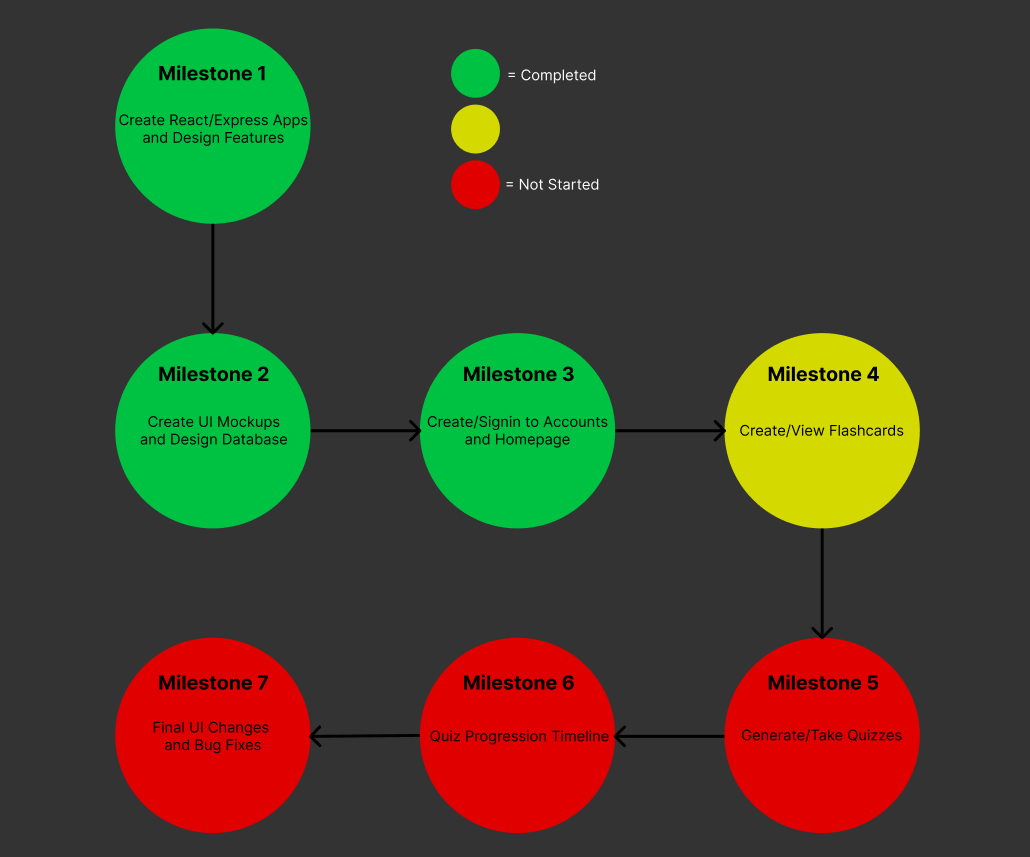 Milestone 1
Create React/Express Apps
and Design Features
= Completed
= Not Started
Milestone 2
Create UI Mockups
and Design Database
Milestone 3
Create/Signin to Accounts
and Homepage
Milestone 4
Create/View Flashcards
Milestone 7
Final UI Changes
and Bug Fixes
Milestone 6
Quiz Progression Timeline
Milestone 5
Generate/Take Quizzes